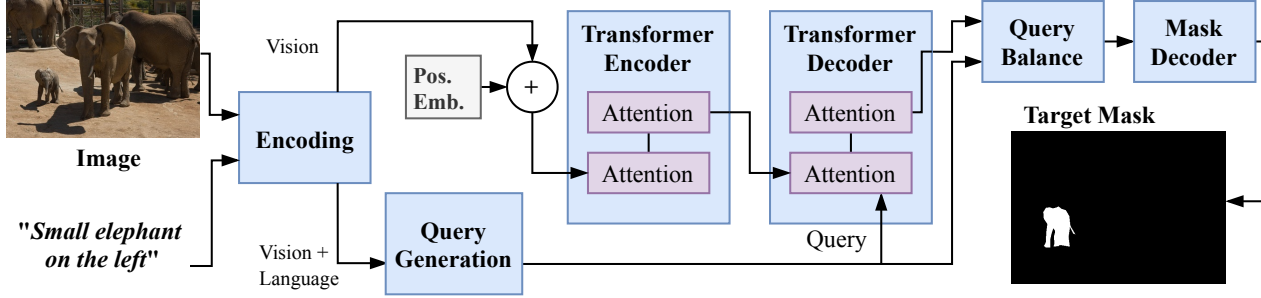 Image
"Small elephant
on the left"
Encoding
Vision
Vision +
Language
Pos.
Emb.
+
Query
Generation
Transformer
Encoder
Attention
Attention
Transformer
Decoder
Attention
Attention
Query
Query
Balance
Mask
Decoder
Target Mask